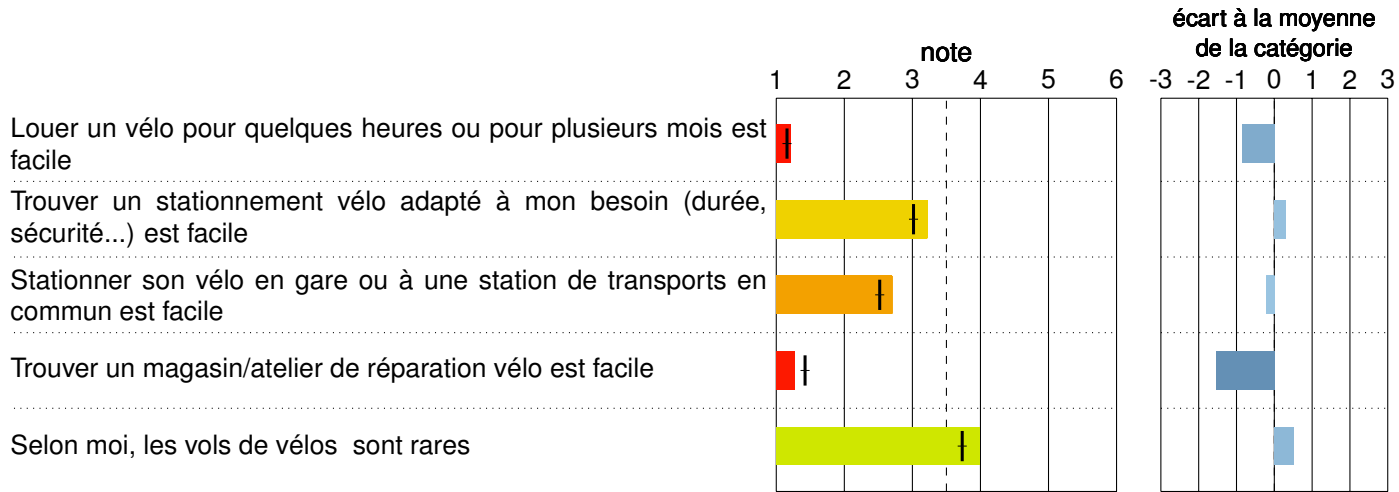 écart à la moyenne
note de la catégorie
1 2 3 4 5 6 -3 -2 -1 0 1 2 3
Louer un vélo pour quelques heures ou pour plusieurs mois est
facile
Trouver un stationnement vélo adapté à mon besoin (durée,
sécurité...) est facile
Stationner son vélo en gare ou à une station de transports en
commun est facile
Trouver un magasin/atelier de réparation vélo est facile
Selon moi, les vols de vélos sont rares